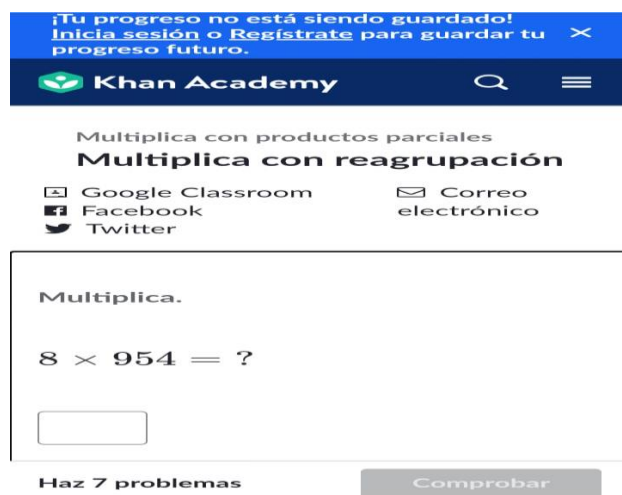 ¡Tu progreso no está siendo guardado!
Inicia sesión o Regístrate para guardar tu
progreso futuro.
Khan Academy
Multiplica con productos parciales
Multiplica con reagrupación
Google Classroom
Facebook
Twitter
Correo
electrónico
Multiplica.
8 × 954 = ?
Haz 7 problemas
Comprobar